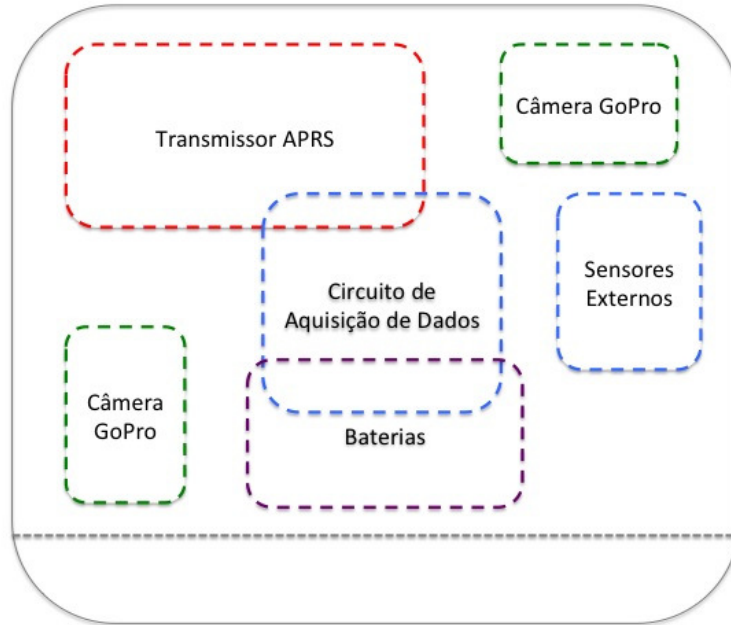 Transmissor APRS
Câmera GoPro
Sensores
Externos
Circuito de
Aquisição de Dados
Câmera
GoPro
Baterias